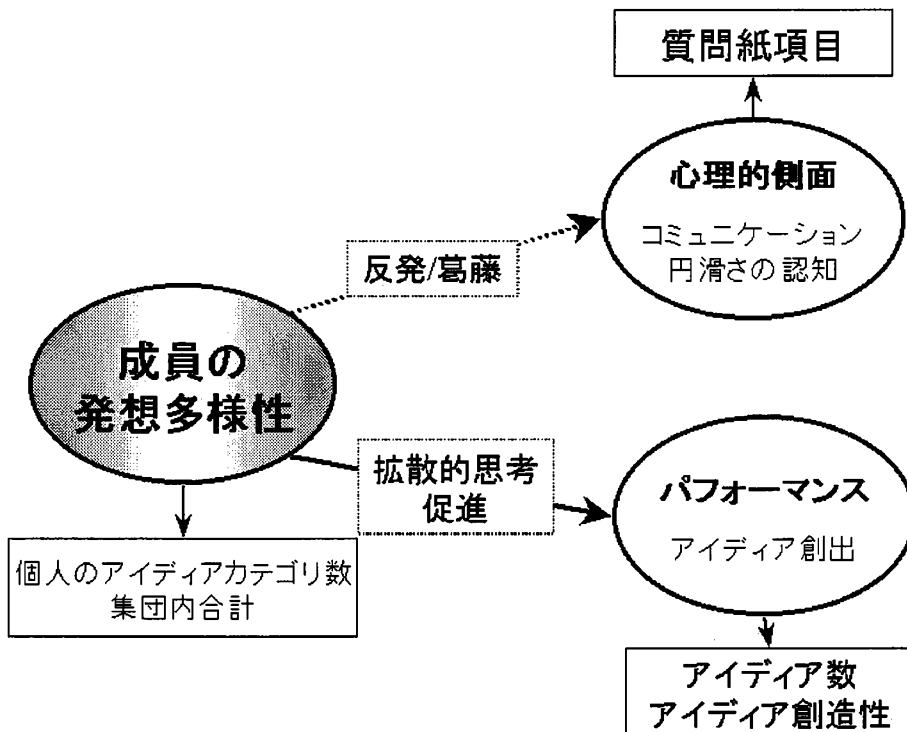 質問紙項目
心理的側面
コミュニケーション
円滑さの認知
反発/葛藤
成員の
発想多様性
拡散的思考
促進
パフォーマンス
アイディア創出
個人のアイディアカテゴリ数
集団内合計
アイディア数
アイディア創造性